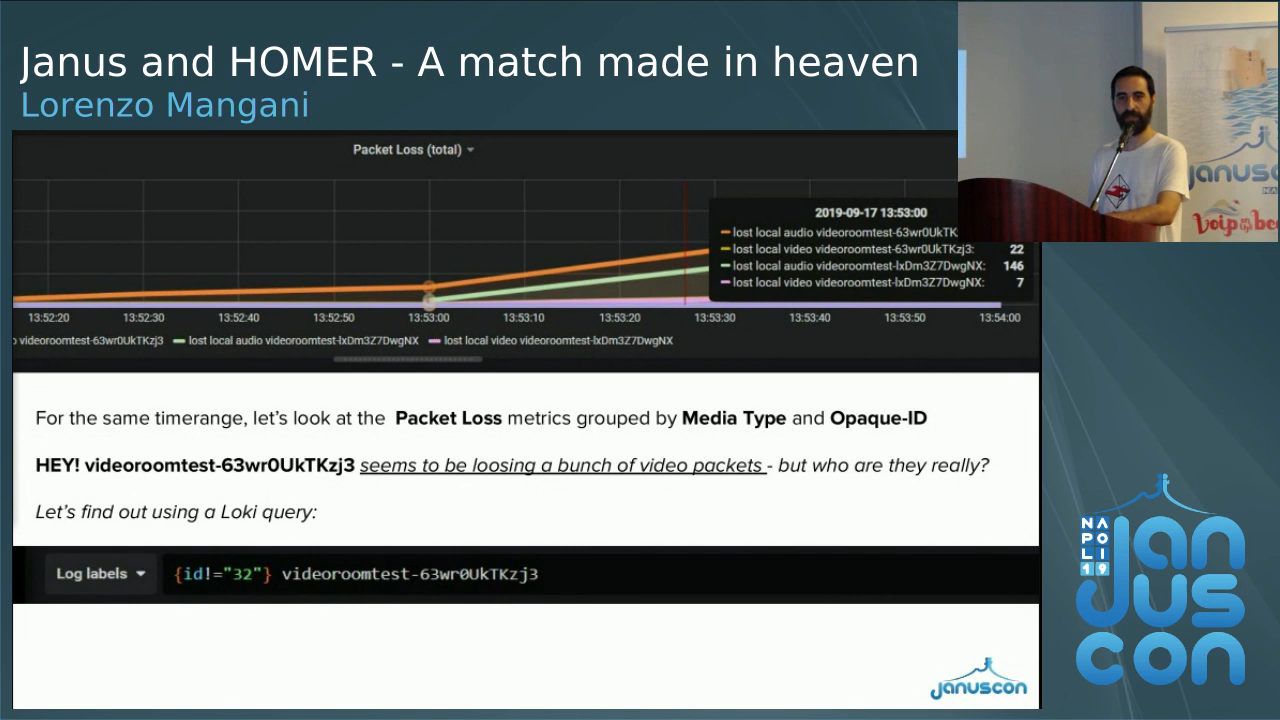 Janus and HOMER - A match made in heaven
Lorenzo Mangani
Packet Loss (total)
2019-09-17 13:53:00
lost local audio videoroomtest-63wr0UkTK
lost local video videoroomtest-63wr0UkTKzj3: 22
lost local audio videoroomtest-lxDm3Z7DwgNX: 146
lost local video videoroomtest-lxDm3Z7DwgNX: 7
13:52:20 13:52:30 13:52:40 13:52:50 13:53:00 13:53:10 13:53:20 13:53:30 13:53:40 13:53:50 13:54:00
videoroomtest-63wr0UkTKzj3 lost local audio videoroomtest-lxDm3Z7DwgNX lost local video videoroomtest-lxDm3Z7DwgNX
For the same timerange, let's look at the Packet Loss metrics grouped by Media Type and Opaque-ID
HEY! videoroomtest-63wr0UkTKzj3 seems to be loosing a bunch of video packets - but who are they really?
Let's find out using a Loki query:
Log labels {id!="32"} videoroomtest-63wr0UkTKzj3
januscon
janusc
Voip
NAPOLI19
Januscon